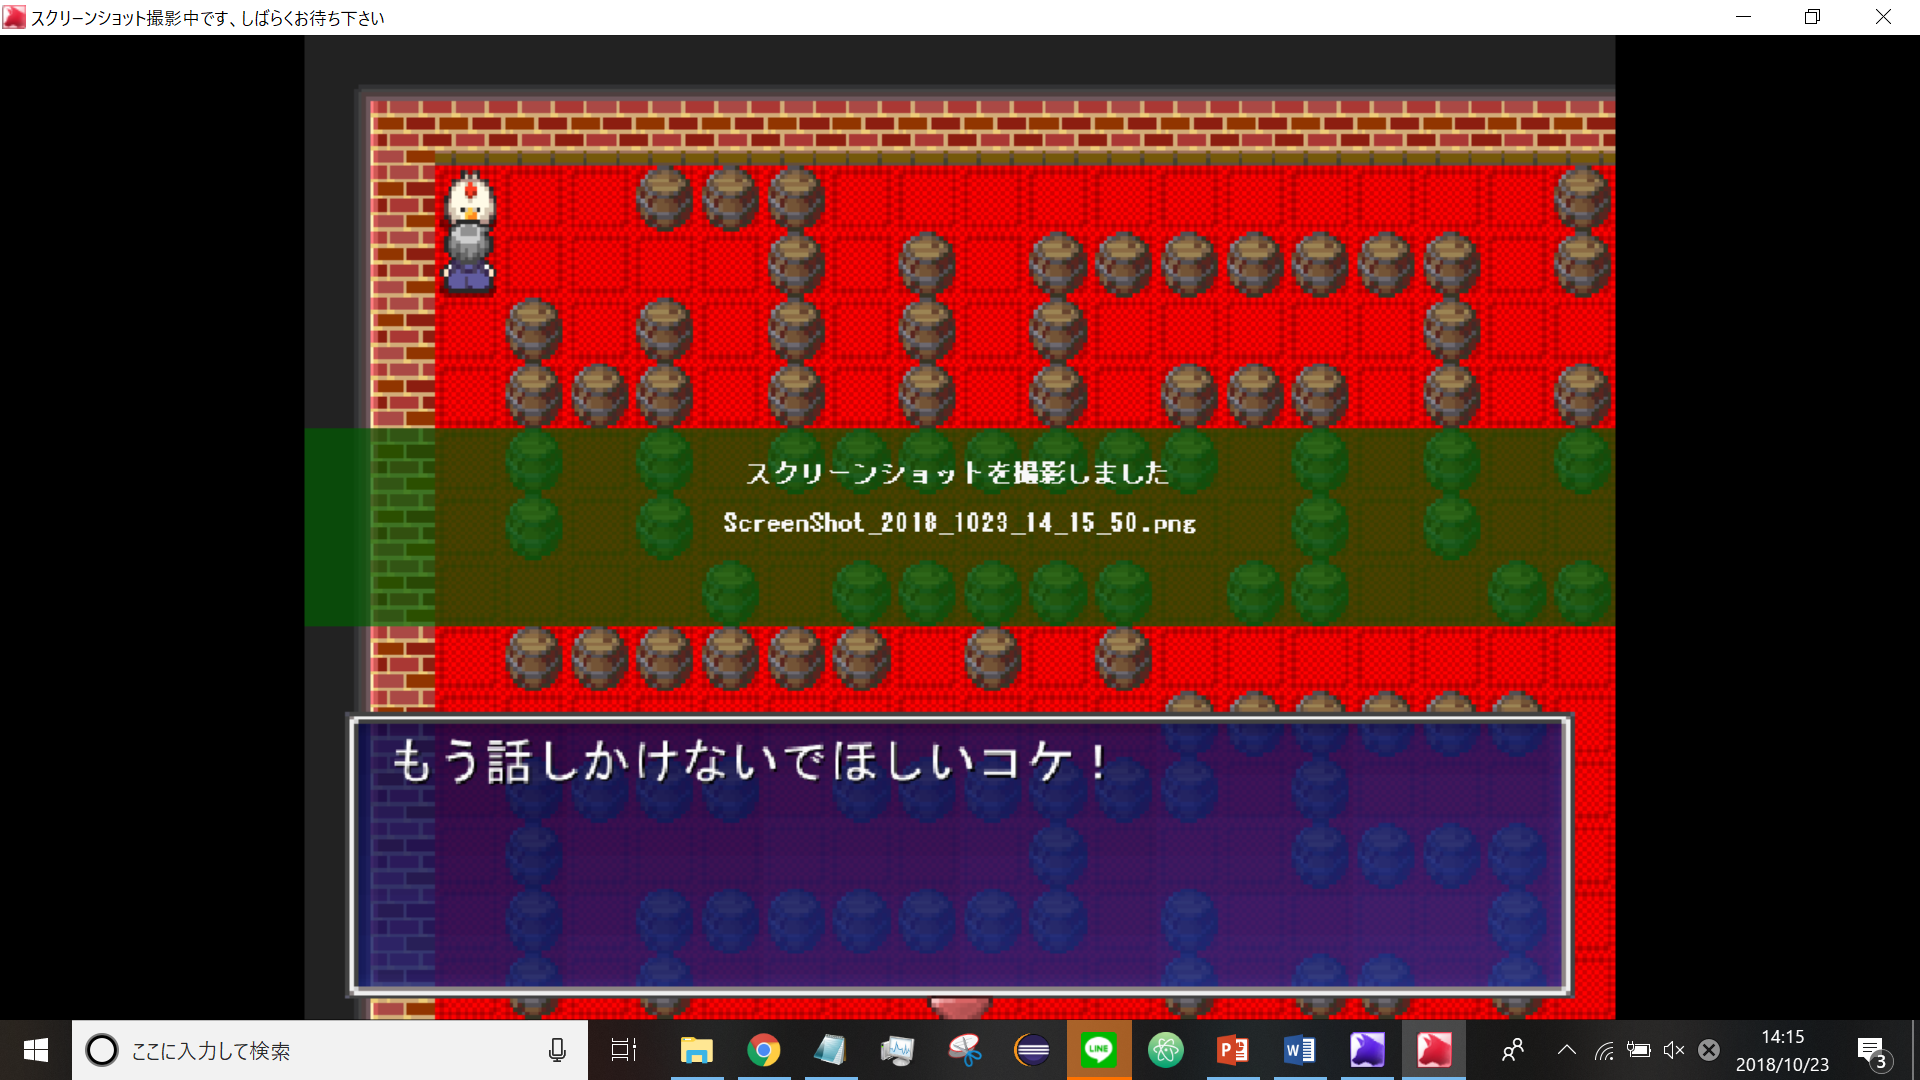 スクリーンショット撮影中です、しばらくお待ち下さい
スクリーンショットを撮影しました
ScreenShot_2018_1023_14_15_50.png
もう話しかけないでほしいコケ！
ここに入力して検索
LINE
P
W
14:15
2018/10/23
3